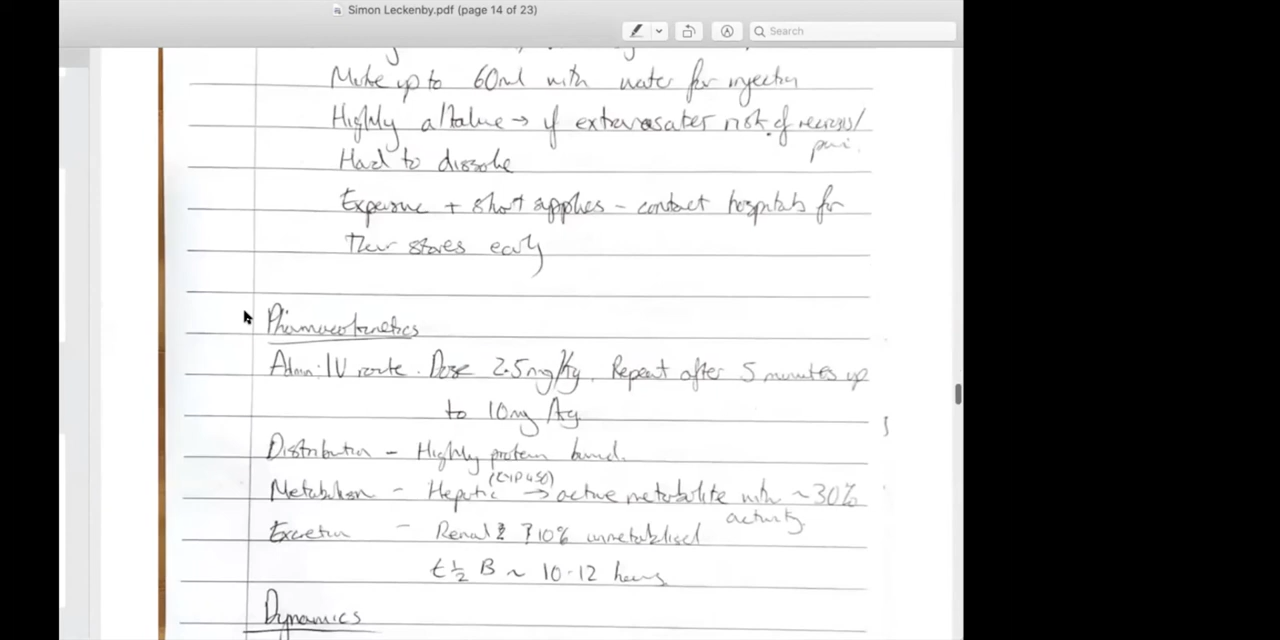 Simon Leckenby.pdf (page 14 of 23)
Search
Make up to 60ml with water for injection
Highly alkaline → if extravasates risk of necrosis/
pain.
Hard to dissolve
Expensive + short supplies - contact hospitals for
their stores early
Pharmacokinetics
Admin: IV route. Dose 2.5mg/kg. Repeat after 5 minutes up
to 10mg/kg.
Distribution - Highly protein bound.
(CYP450)
Metabolism - Hepatic → active metabolite with ~30%
activity.
Excretion - Renal ?10% unmetabolised
t½ B ~ 10-12 hours
Dynamics